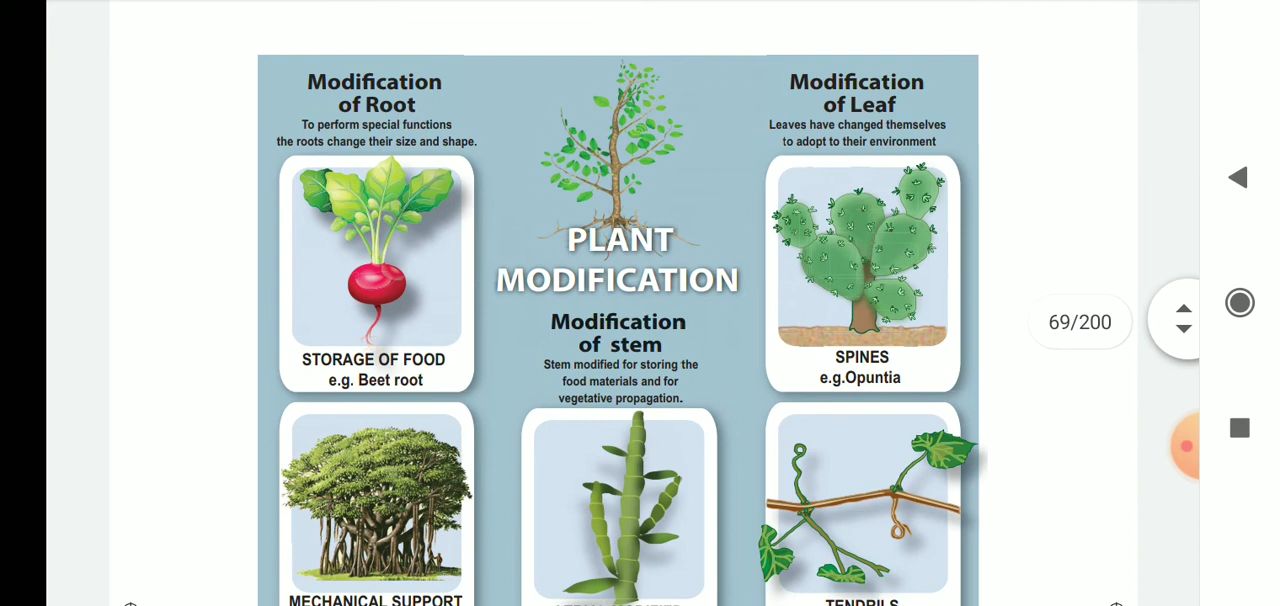 Modification
of Root
To perform special functions
the roots change their size and shape.
STORAGE OF FOOD
e.g. Beet root
MECHANICAL SUPPORT
PLANT
MODIFICATION
Modification
of stem
Stem modified for storing the
food materials and for
vegetative propagation.
Modification
of Leaf
Leaves have changed themselves
to adopt to their environment
SPINES
e.g.Opuntia
TENDRILS
69/200